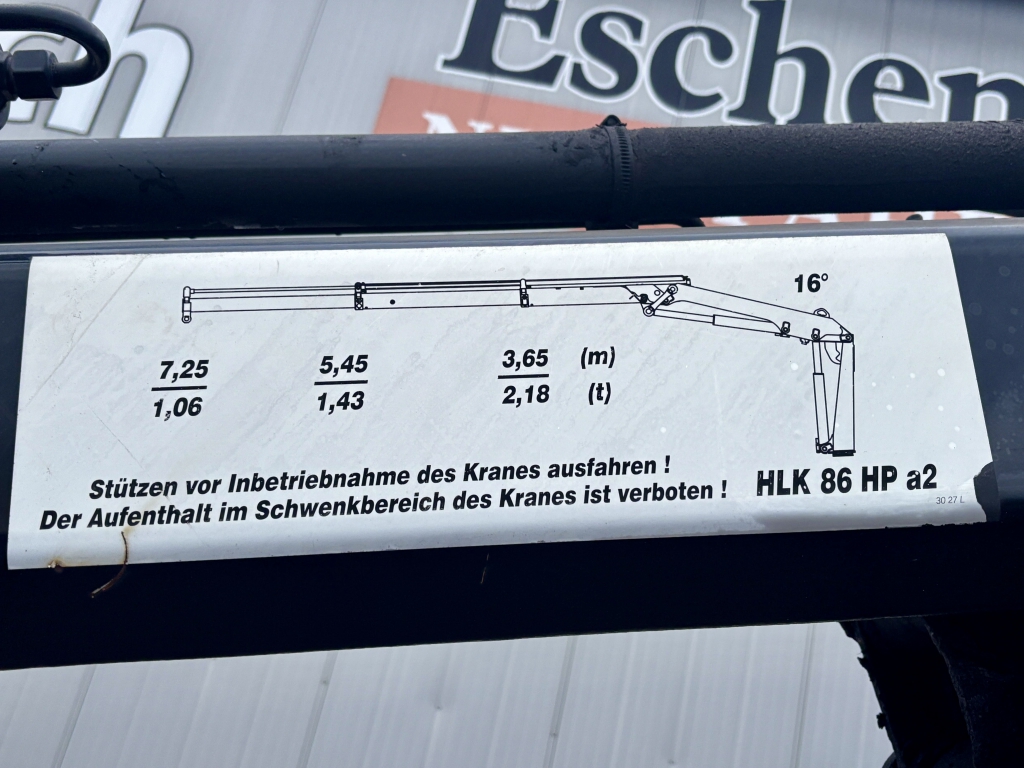 Eschen
16°
7,25 5,45 3,65 (m)
1,06 1,43 2,18 (t)
Stützen vor Inbetriebnahme des Kranes ausfahren !
Der Aufenthalt im Schwenkbereich des Kranes ist verboten !
HLK 86 HP a2
30 27 L